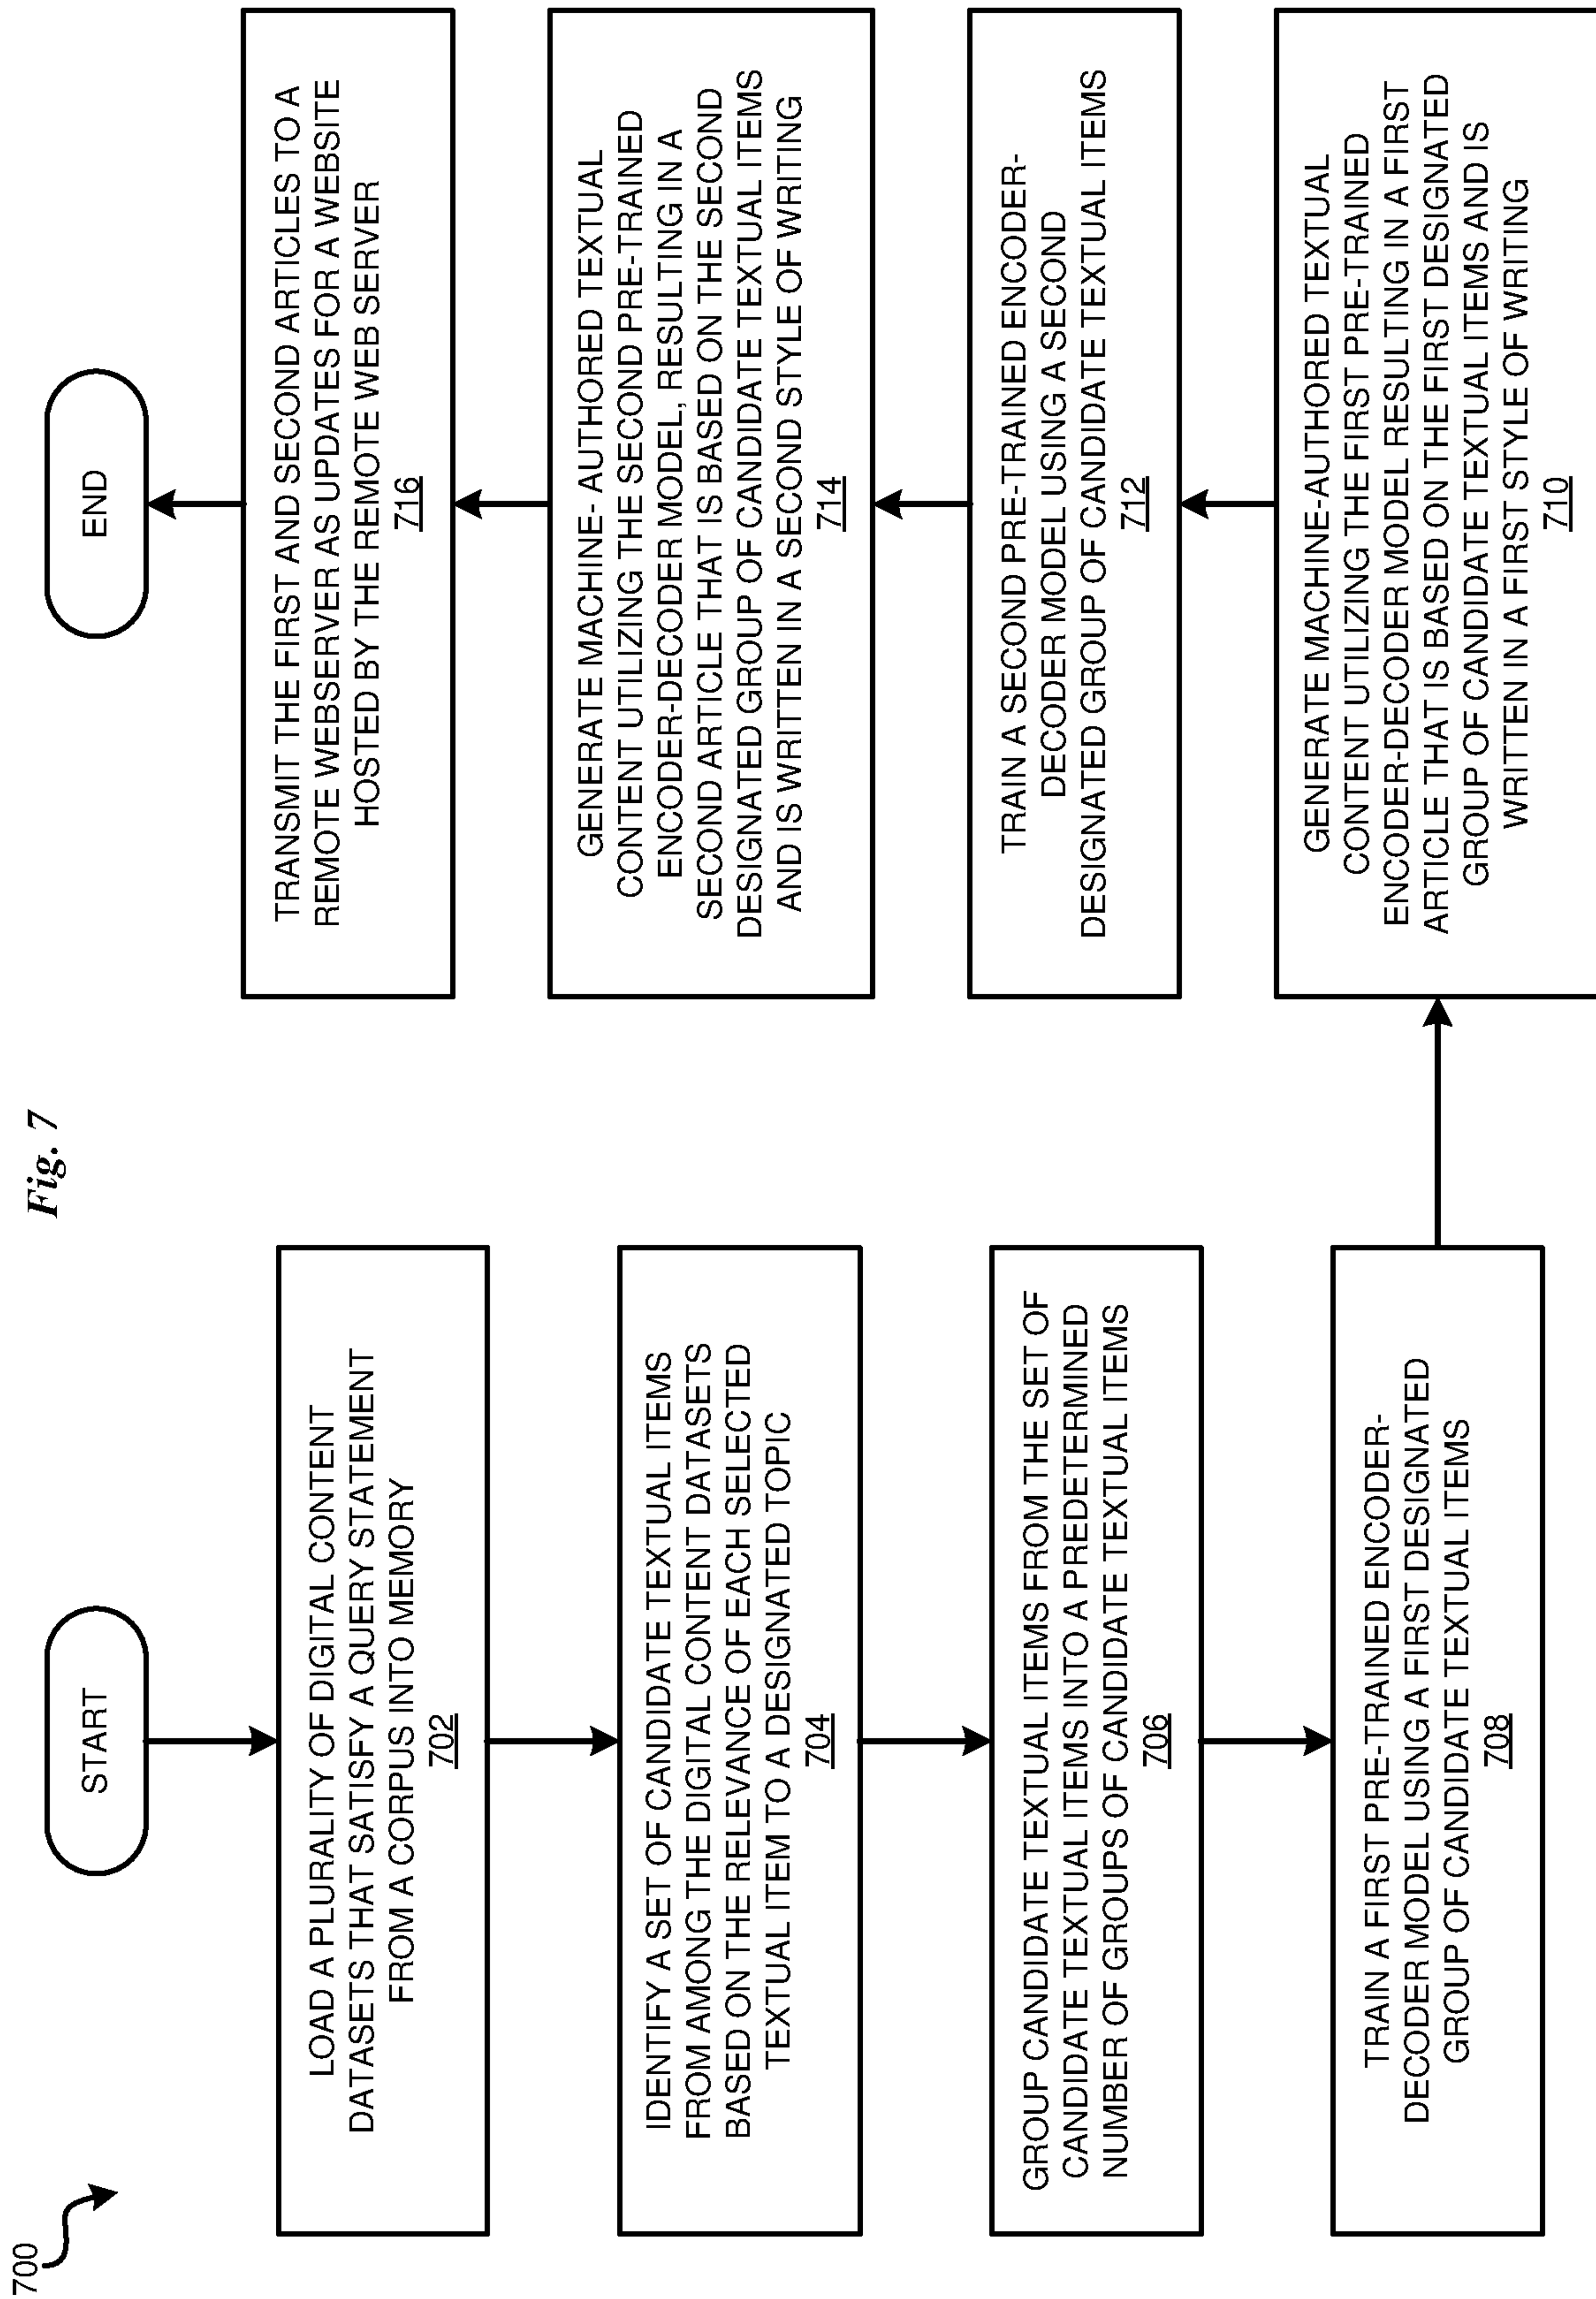 Fig. 7
700
START
LOAD A PLURALITY OF DIGITAL CONTENT
DATASETS THAT SATISFY A QUERY STATEMENT
FROM A CORPUS INTO MEMORY
702
IDENTIFY A SET OF CANDIDATE TEXTUAL ITEMS
FROM AMONG THE DIGITAL CONTENT DATASETS
BASED ON THE RELEVANCE OF EACH SELECTED
TEXTUAL ITEM TO A DESIGNATED TOPIC
704
GROUP CANDIDATE TEXTUAL ITEMS FROM THE SET OF
CANDIDATE TEXTUAL ITEMS INTO A PREDETERMINED
NUMBER OF GROUPS OF CANDIDATE TEXTUAL ITEMS
706
TRAIN A FIRST PRE-TRAINED ENCODER-
DECODER MODEL USING A FIRST DESIGNATED
GROUP OF CANDIDATE TEXTUAL ITEMS
708
GENERATE MACHINE-AUTHORED TEXTUAL
CONTENT UTILIZING THE FIRST PRE-TRAINED
ENCODER-DECODER MODEL RESULTING IN A FIRST
ARTICLE THAT IS BASED ON THE FIRST DESIGNATED
GROUP OF CANDIDATE TEXTUAL ITEMS AND IS
WRITTEN IN A FIRST STYLE OF WRITING
710
TRAIN A SECOND PRE-TRAINED ENCODER-
DECODER MODEL USING A SECOND
DESIGNATED GROUP OF CANDIDATE TEXTUAL ITEMS
712
GENERATE MACHINE- AUTHORED TEXTUAL
CONTENT UTILIZING THE SECOND PRE-TRAINED
ENCODER-DECODER MODEL, RESULTING IN A
SECOND ARTICLE THAT IS BASED ON THE SECOND
DESIGNATED GROUP OF CANDIDATE TEXTUAL ITEMS
AND IS WRITTEN IN A SECOND STYLE OF WRITING
714
TRANSMIT THE FIRST AND SECOND ARTICLES TO A
REMOTE WEBSERVER AS UPDATES FOR A WEBSITE
HOSTED BY THE REMOTE WEB SERVER
716
END